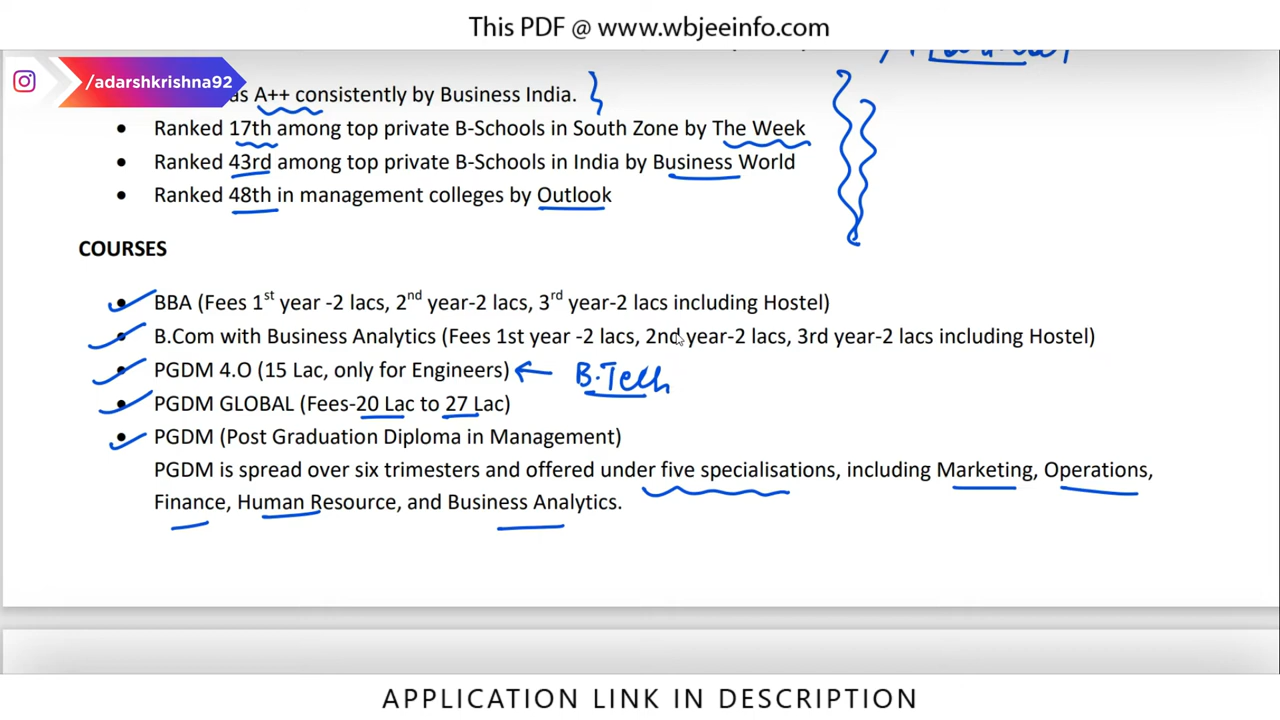 This PDF @ www.wbjeeinfo.com
/adarshkrishna92
as A++ consistently by Business India.
• Ranked 17th among top private B-Schools in South Zone by The Week
• Ranked 43rd among top private B-Schools in India by Business World
• Ranked 48th in management colleges by Outlook
COURSES
• BBA (Fees 1st year -2 lacs, 2nd year-2 lacs, 3rd year-2 lacs including Hostel)
• B.Com with Business Analytics (Fees 1st year -2 lacs, 2nd year-2 lacs, 3rd year-2 lacs including Hostel)
• PGDM 4.O (15 Lac, only for Engineers) ← B.Tech
• PGDM GLOBAL (Fees-20 Lac to 27 Lac)
• PGDM (Post Graduation Diploma in Management)
PGDM is spread over six trimesters and offered under five specialisations, including Marketing, Operations,
Finance, Human Resource, and Business Analytics.
APPLICATION LINK IN DESCRIPTION